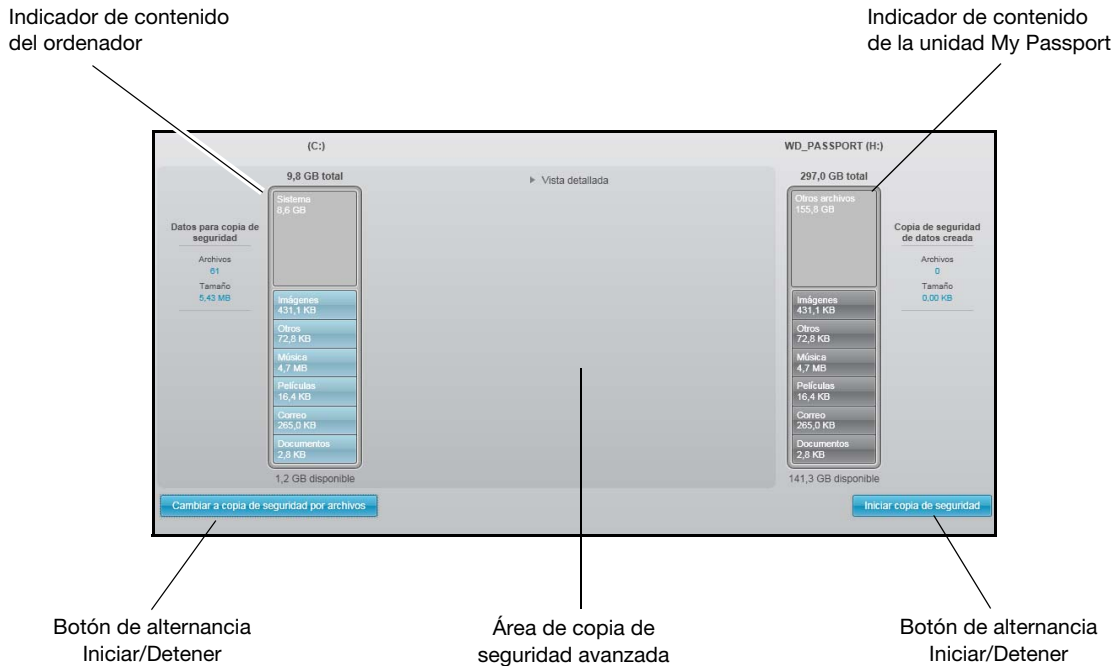 Indicador de contenido
del ordenador
Indicador de contenido
de la unidad My Passport
(C:)
WD_PASSPORT (H:)
9,8 GB total
Vista detallada
297,0 GB total
Datos para copia de
seguridad
Archivos
61
Tamaño
5,43 MB
Sistema
8,6 GB
Imágenes
431,1 KB
Otros
72,8 KB
Música
4,7 MB
Películas
16,4 KB
Correo
265,0 KB
Documentos
2,8 KB
1,2 GB disponible
Otros archivos
155,8 GB
Imágenes
431,1 KB
Otros
72,8 KB
Música
4,7 MB
Películas
16,4 KB
Correo
265,0 KB
Documentos
2,8 KB
141,3 GB disponible
Copia de seguridad
de datos creada
Archivos
0
Tamaño
0,00 KB
Cambiar a copia de seguridad por archivos
Iniciar copia de seguridad
Botón de alternancia
Iniciar/Detener
Área de copia de
seguridad avanzada
Botón de alternancia
Iniciar/Detener